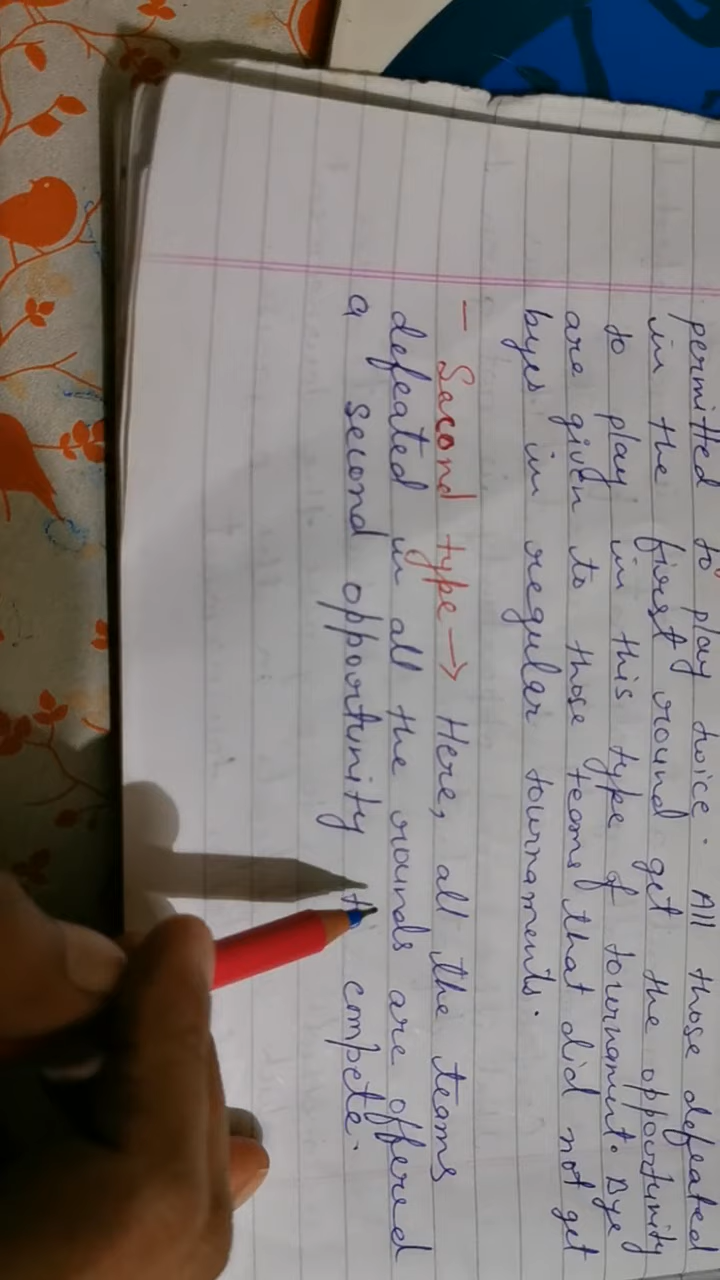 permitted to play twice. All those defeated
in the first round get the opportunity
to play in this type of tournament. Bye
are given to those teams that did not get
byes in reguler tournaments.
- Second type → Here, all the teams
defeated in all the rounds are offered
a second opportunity compete.